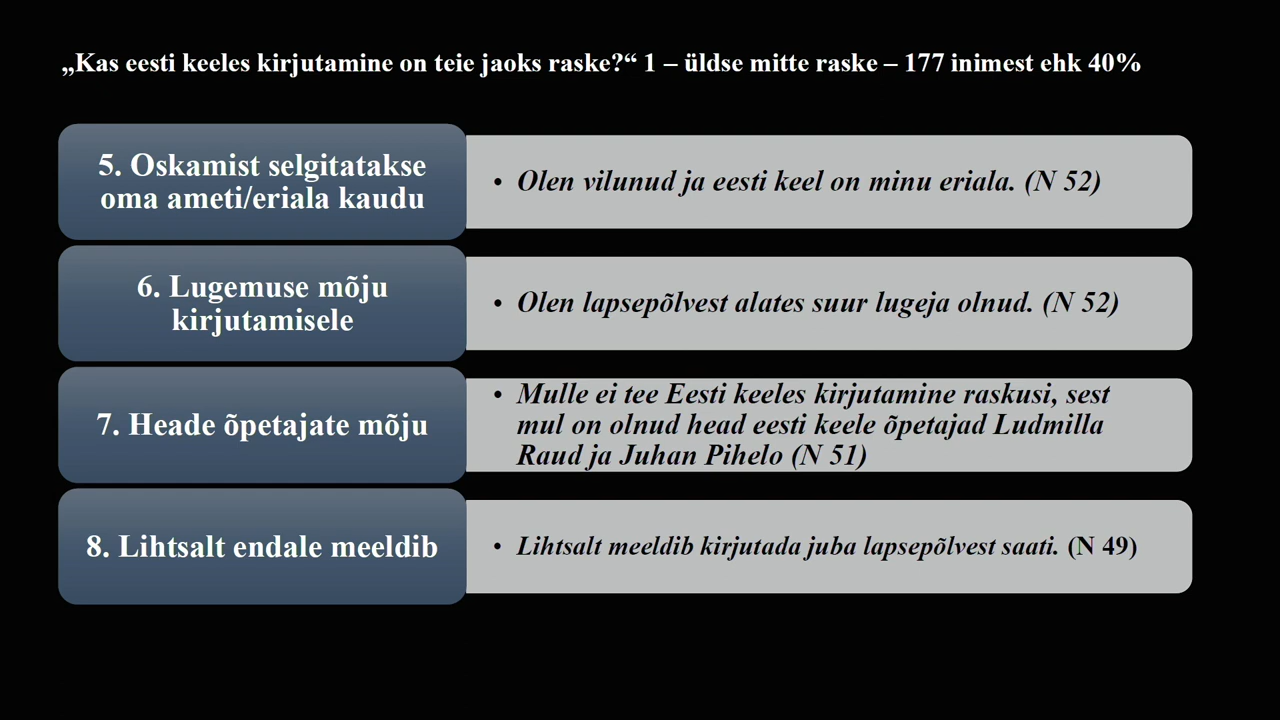 „Kas eesti keeles kirjutamine on teie jaoks raske?“ 1 – üldse mitte raske – 177 inimest ehk 40%
5. Oskamist selgitatakse
oma ameti/eriala kaudu
• Olen vilunud ja eesti keel on minu eriala. (N 52)
6. Lugemuse mõju
kirjutamisele
• Olen lapsepõlvest alates suur lugeja olnud. (N 52)
7. Heade õpetajate mõju
• Mulle ei tee Eesti keeles kirjutamine raskusi, sest
mul on olnud head eesti keele õpetajad Ludmilla
Raud ja Juhan Pihelo (N 51)
8. Lihtsalt endale meeldib
• Lihtsalt meeldib kirjutada juba lapsepõlvest saati. (N 49)